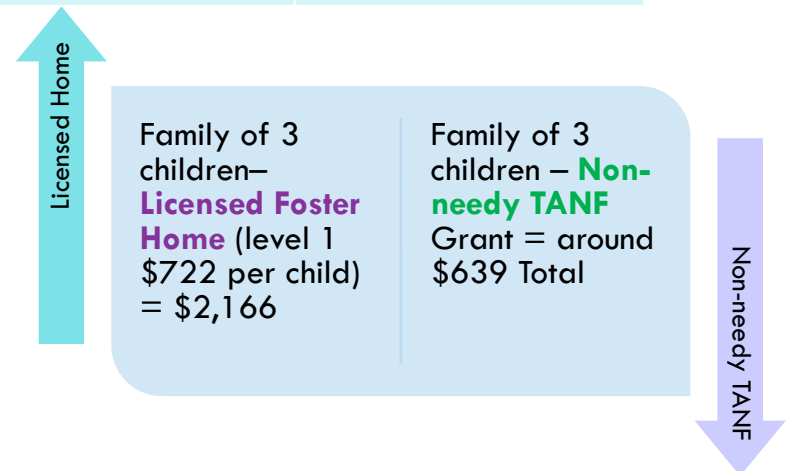 Licensed Home
Family of 3
children–
Licensed Foster
Home (level 1
$722 per child)
= $2,166
Family of 3
children – Non-
needy TANF
Grant = around
$639 Total
Non-needy TANF